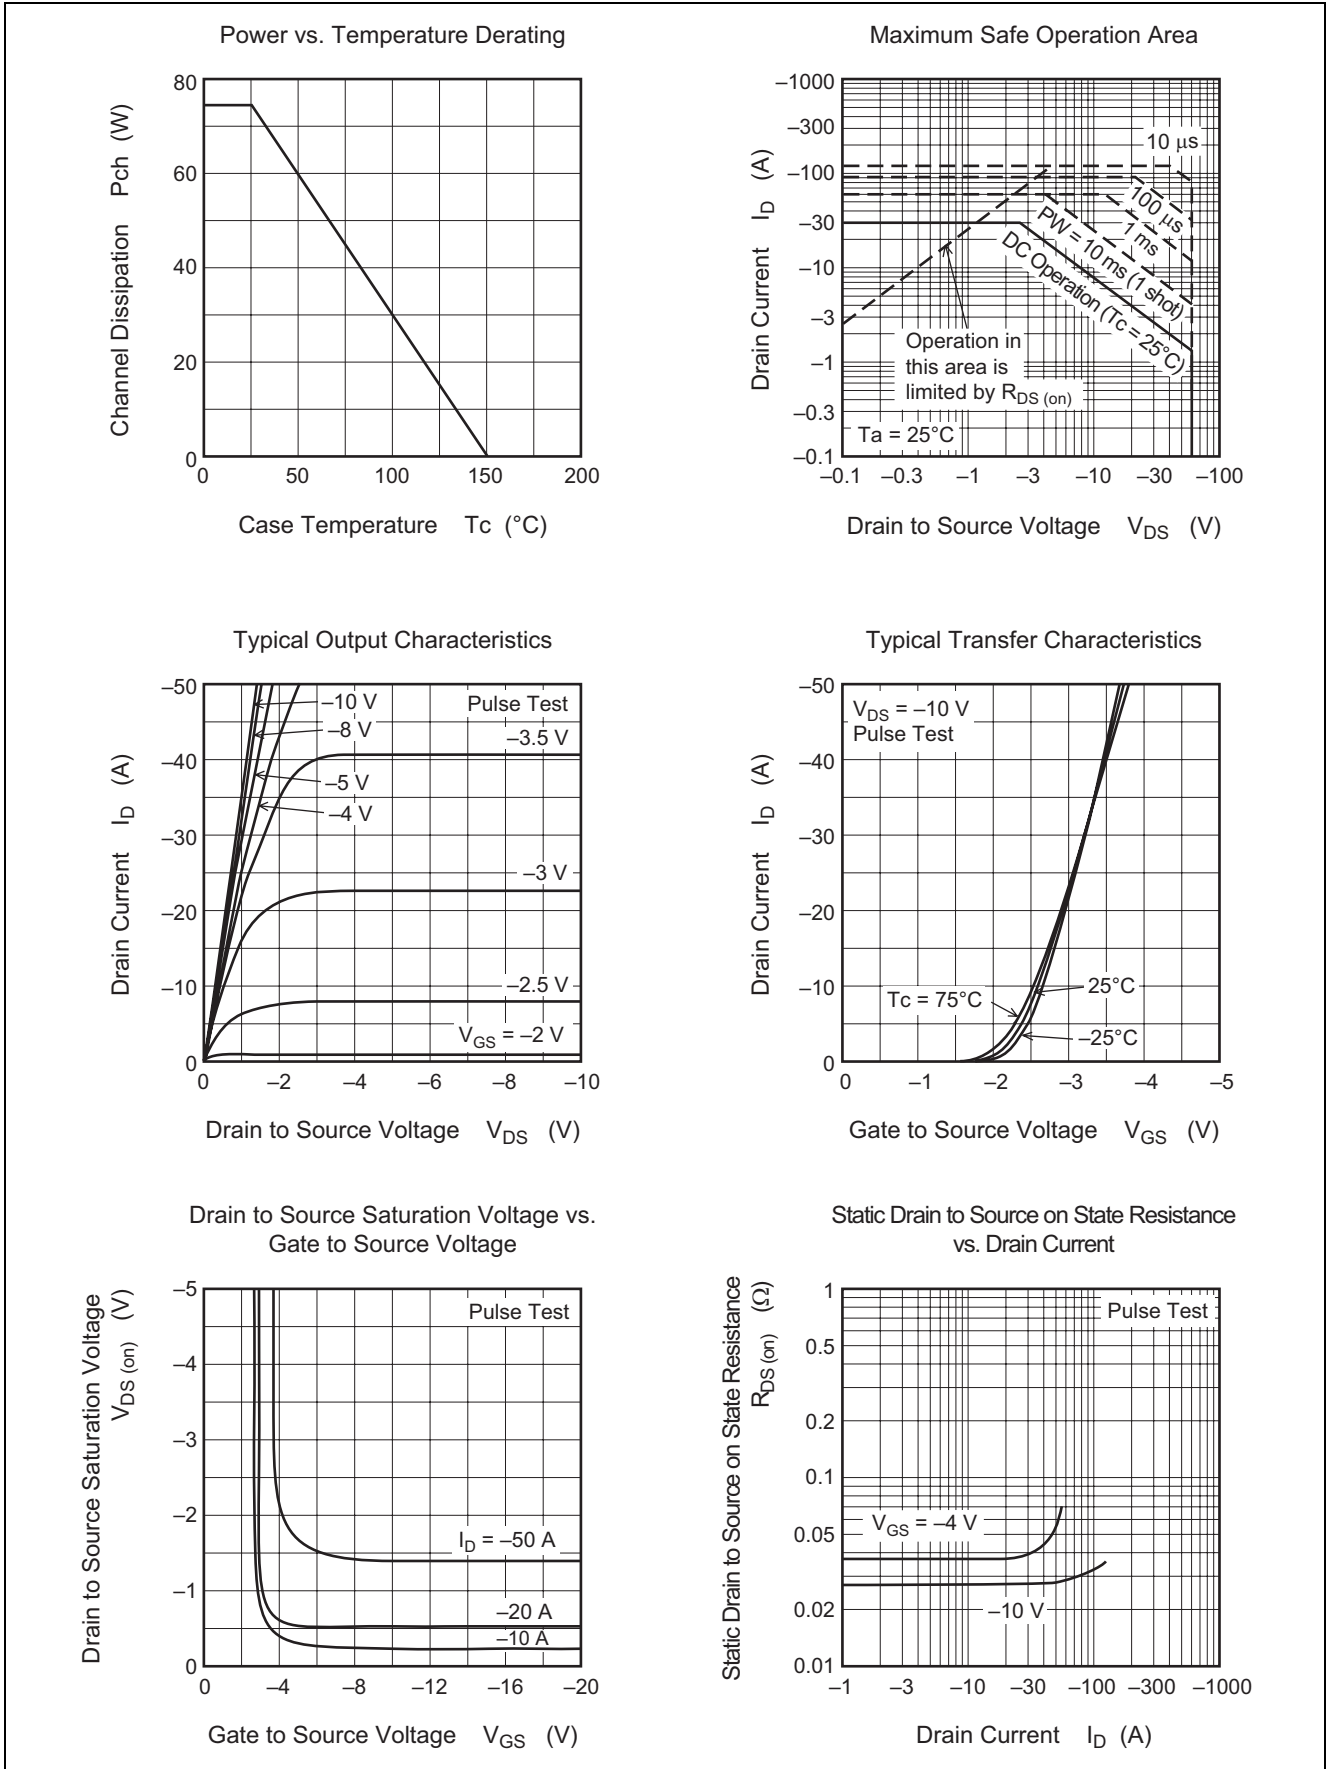 Power vs. Temperature Derating
Channel Dissipation Pch (W)
80
60
40
20
0
0 50 100 150 200
Case Temperature Tc (°C)
Maximum Safe Operation Area
Drain Current I_D (A)
–1000
–300
–100
–30
–10
–3
–1
–0.3
–0.1
10 μs
100 μs
1 ms
PW = 10 ms (1 shot)
DC Operation (Tc = 25°C)
Operation in
this area is
limited by R_DS (on)
Ta = 25°C
–0.1 –0.3 –1 –3 –10 –30 –100
Drain to Source Voltage V_DS (V)
Typical Output Characteristics
Drain Current I_D (A)
–50
–40
–30
–20
–10
0
–10 V
–8 V
–5 V
–4 V
Pulse Test
–3.5 V
–3 V
–2.5 V
V_GS = –2 V
0 –2 –4 –6 –8 –10
Drain to Source Voltage V_DS (V)
Typical Transfer Characteristics
Drain Current I_D (A)
–50
–40
–30
–20
–10
0
V_DS = –10 V
Pulse Test
Tc = 75°C
25°C
–25°C
0 –1 –2 –3 –4 –5
Gate to Source Voltage V_GS (V)
Drain to Source Saturation Voltage vs.
Gate to Source Voltage
Drain to Source Saturation Voltage
V_DS (on) (V)
–5
–4
–3
–2
–1
0
Pulse Test
I_D = –50 A
–20 A
–10 A
0 –4 –8 –12 –16 –20
Gate to Source Voltage V_GS (V)
Static Drain to Source on State Resistance
vs. Drain Current
Static Drain to Source on State Resistance
R_DS (on) (Ω)
1
0.5
0.2
0.1
0.05
0.02
0.01
Pulse Test
V_GS = –4 V
–10 V
–1 –3 –10 –30 –100 –300 –1000
Drain Current I_D (A)